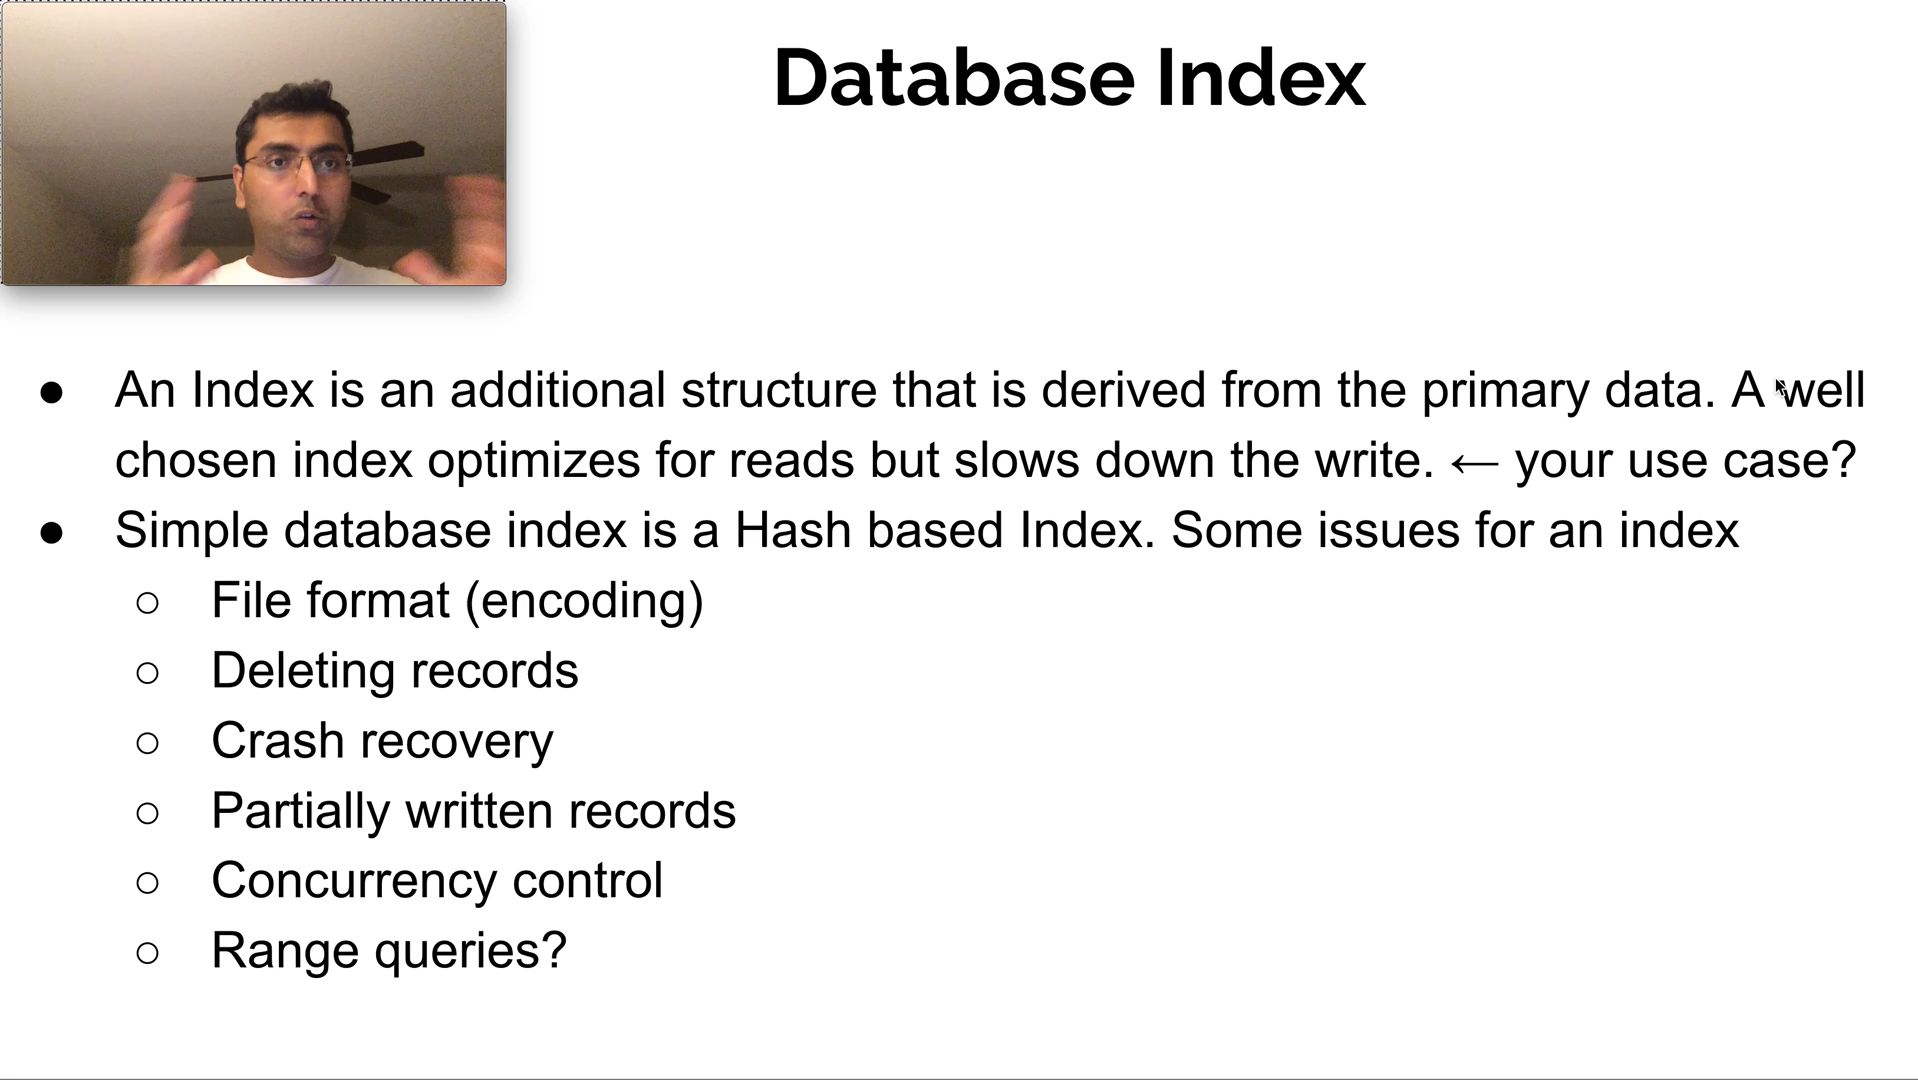 Database Index
● An Index is an additional structure that is derived from the primary data. A well
chosen index optimizes for reads but slows down the write. ← your use case?
● Simple database index is a Hash based Index. Some issues for an index
○ File format (encoding)
○ Deleting records
○ Crash recovery
○ Partially written records
○ Concurrency control
○ Range queries?